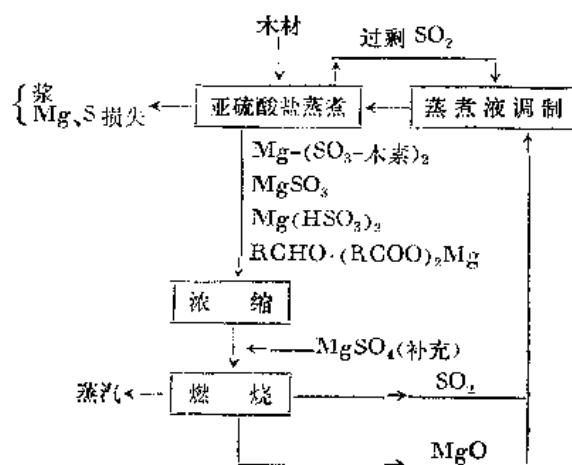 木材
过剩 SO₂
浆
Mg、S 损失
亚硫酸盐蒸煮
蒸煮液调制
Mg-(SO₃-木素)₂
MgSO₃
Mg(HSO₃)₂
RCHO·(RCOO)₂Mg
浓 缩
MgSO₄(补充)
蒸汽
燃 烧
SO₂
MgO